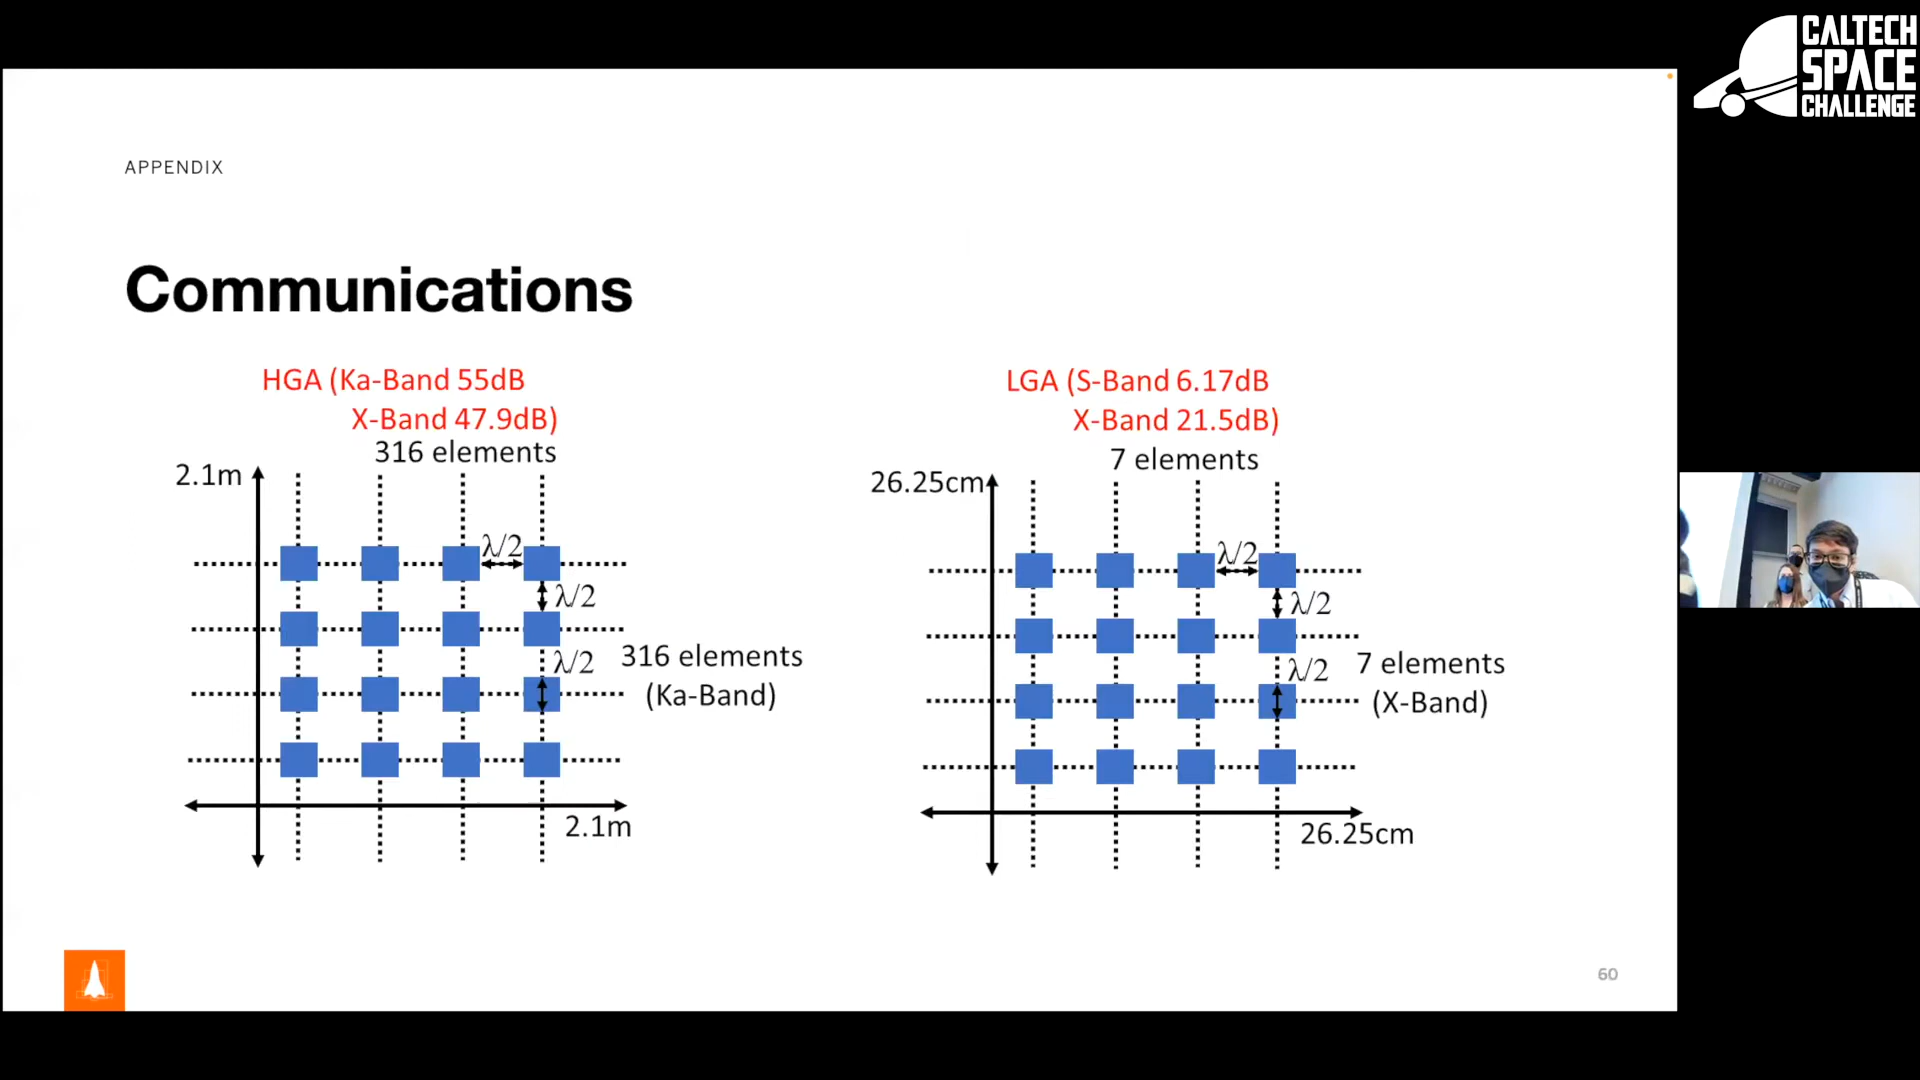 CALTECH
SPACE
CHALLENGE
APPENDIX
Communications
HGA (Ka-Band 55dB
X-Band 47.9dB)
316 elements
2.1m
λ/2
λ/2
λ/2
316 elements
(Ka-Band)
2.1m
LGA (S-Band 6.17dB
X-Band 21.5dB)
7 elements
26.25cm
λ/2
λ/2
λ/2
7 elements
(X-Band)
26.25cm
60